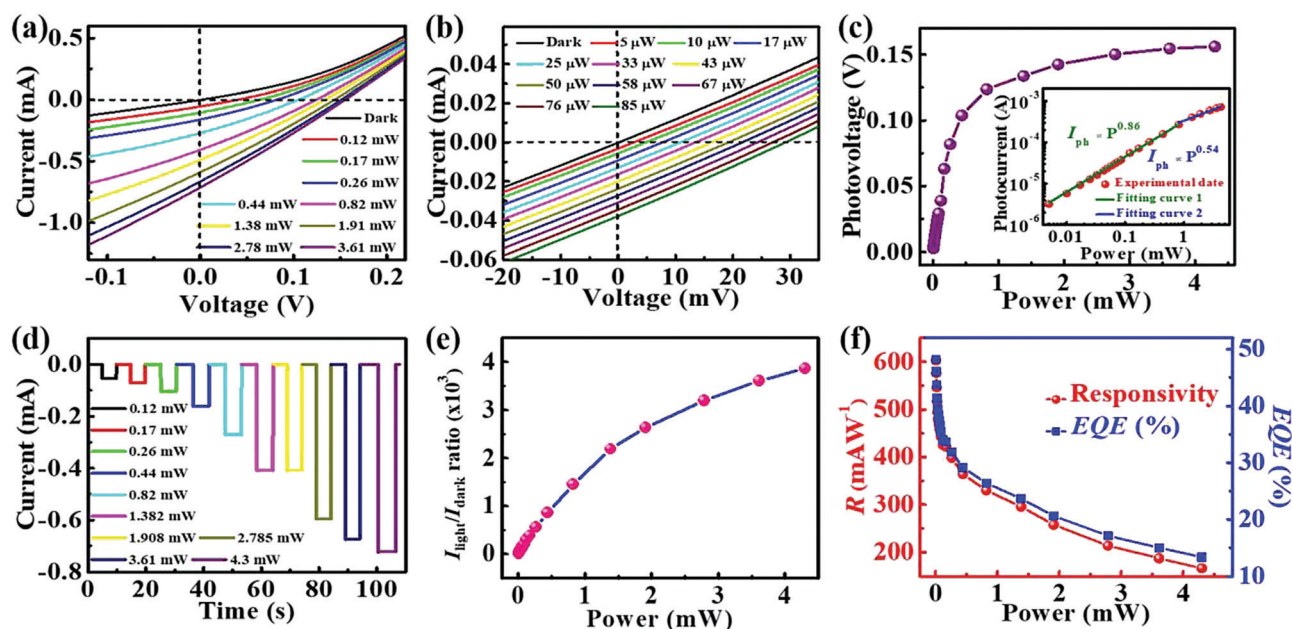 (a)
Current (mA)
0.5
0.0
-0.5
-1.0
-0.1
0.0
0.1
0.2
Voltage (V)
Dark
0.12 mW
0.17 mW
0.26 mW
0.44 mW
0.82 mW
1.38 mW
1.91 mW
2.78 mW
3.61 mW
(b)
Current (mA)
0.04
0.02
0.00
-0.02
-0.04
0.06
-20
-10
0
10
20
30
Voltage (mV)
Dark
5 μW
10 μW
17 μW
25 μW
33 μW
43 μW
50 μW
58 μW
67 μW
76 μW
85 μW
(c)
Photovoltage (V)
0.15
0.10
0.05
0.00
0
1
2
3
4
Power (mW)
Photocurrent (A)
10⁻³
10⁻⁴
10⁻⁵
10⁻⁶
0.01
0.1
1
Power (mW)
I_ph ∝ P^0.86
I_ph ∝ P^0.54
Experimental date
Fitting curve 1
Fitting curve 2
(d)
Current (mA)
0.0
-0.2
-0.4
-0.6
-0.8
0
20
40
60
80
100
Time (s)
0.12 mW
0.17 mW
0.26 mW
0.44 mW
0.82 mW
1.382 mW
1.908 mW
2.785 mW
3.61 mW
4.3 mW
(e)
I_light/I_dark ratio (x10³)
4
3
2
1
0
0
1
2
3
4
Power (mW)
(f)
R (mAW⁻¹)
600
500
400
300
200
0
1
2
3
4
Power (mW)
Responsivity
EQE (%)
50
40
30
20
10
EQE (%)